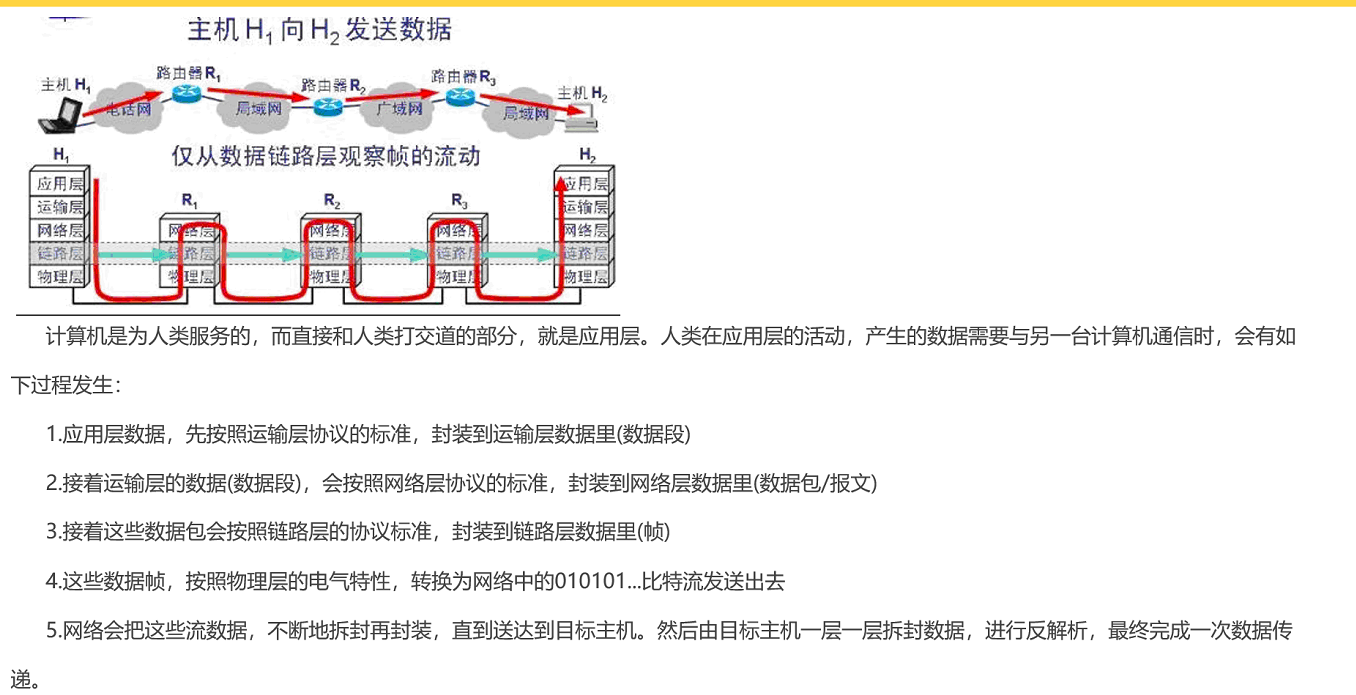 主机 H1 向 H2 发送数据
主机 H1
路由器 R1
路由器 R2
路由器 R3
主机 H2
电话网
局域网
广域网
局域网
仅从数据链路层观察帧的流动
H1
H2
R1
R2
R3
应用层
运输层
网络层
链路层
物理层
网络层
链路层
物理层
网络层
链路层
物理层
网络层
链路层
物理层
应用层
运输层
网络层
链路层
物理层
计算机是为人类服务的，而直接和人类打交道的部分，就是应用层。人类在应用层的活动，产生的数据需要与另一台计算机通信时，会有如
下过程发生：
1.应用层数据，先按照运输层协议的标准，封装到运输层数据里(数据段)
2.接着运输层的数据(数据段)，会按照网络层协议的标准，封装到网络层数据里(数据包/报文)
3.接着这些数据包会按照链路层的协议标准，封装到链路层数据里(帧)
4.这些数据帧，按照物理层的电气特性，转换为网络中的010101...比特流发送出去
5.网络会把这些流数据，不断地拆封再封装，直到送达到目标主机。然后由目标主机一层一层拆封数据，进行反解析，最终完成一次数据传
递。